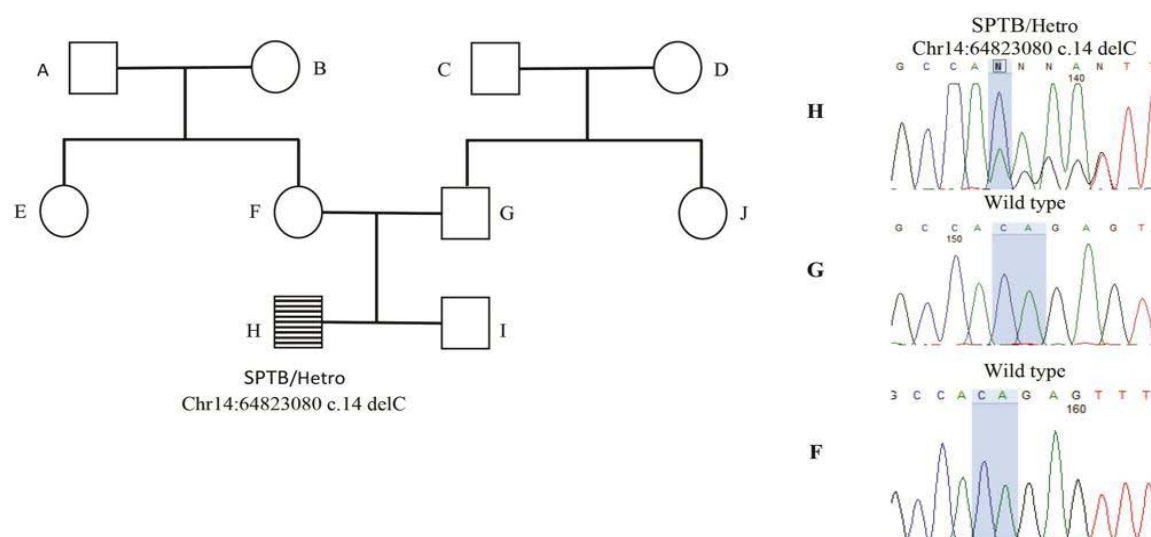 A
B
C
D
E
F
G
J
H
I
SPTB/Hetro
Chr14:64823080 c.14 delC
SPTB/Hetro
Chr14:64823080 c.14 delC
G C C A N N N A N T
140
H
Wild type
G C C A C A G A G T
150
G
Wild type
C C A C A G A G T T T
160
F